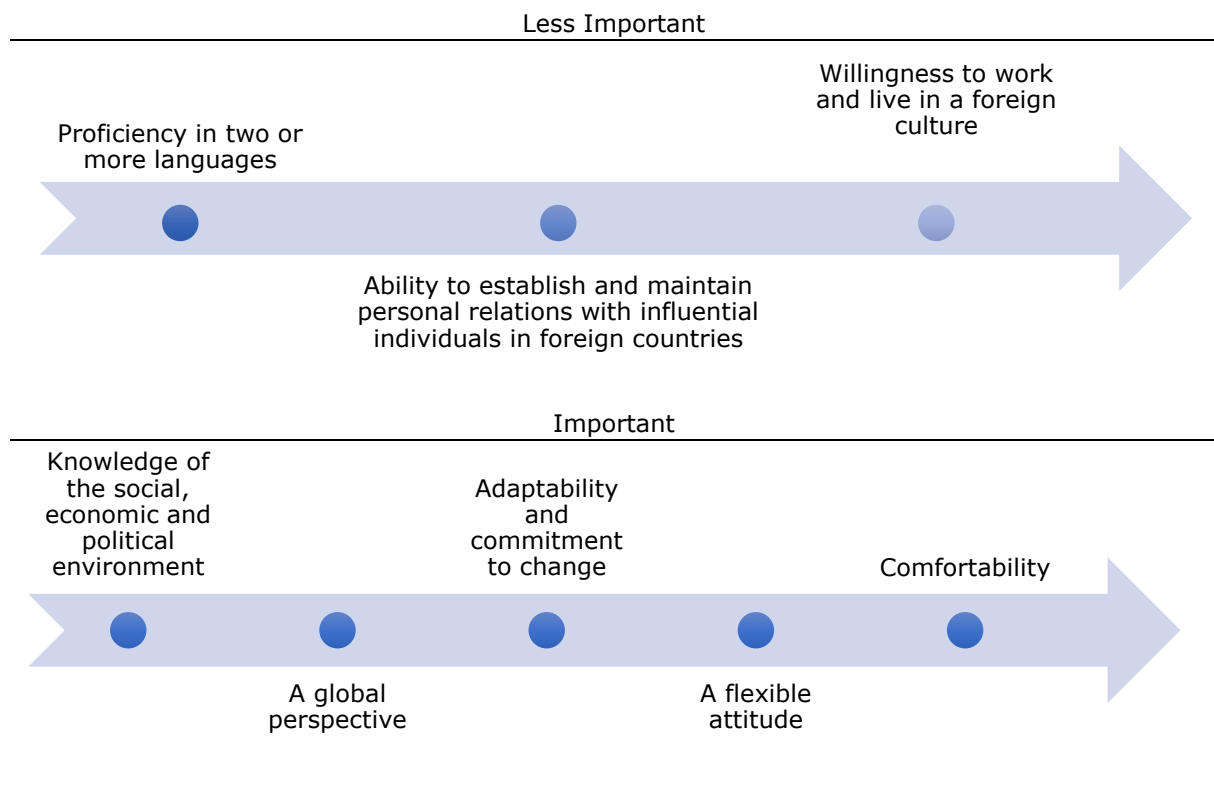 Less Important
Proficiency in two or
more languages
Ability to establish and maintain
personal relations with influential
individuals in foreign countries
Willingness to work
and live in a foreign
culture
Important
Knowledge of
the social,
economic and
political
environment
A global
perspective
Adaptability
and
commitment
to change
A flexible
attitude
Comfortability